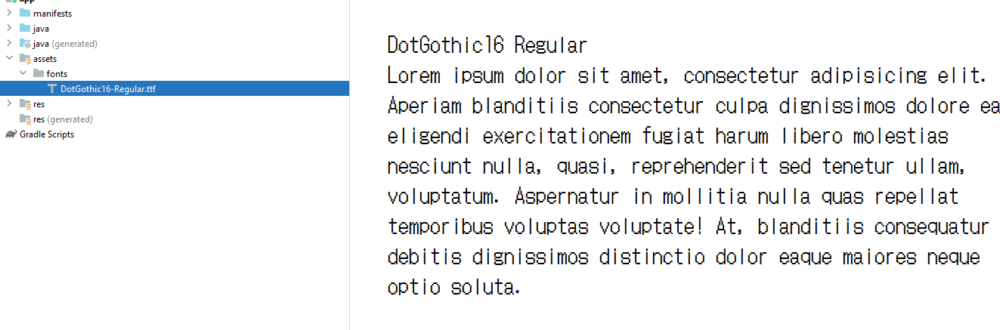 app
manifests
java
java (generated)
assets
fonts
DotGothic16-Regular.ttf
res
res (generated)
Gradle Scripts
DotGothic16 Regular
Lorem ipsum dolor sit amet, consectetur adipisicing elit.
Aperiam blanditiis consectetur culpa dignissimos dolore ea
eligendi exercitationem fugiat harum libero molestias
nesciunt nulla, quasi, reprehenderit sed tenetur ullam,
voluptatum. Aspernatur in mollitia nulla quas repellat
temporibus voluptas voluptate! At, blanditiis consequatur
debitis dignissimos distinctio dolor eaque maiores neque
optio soluta.